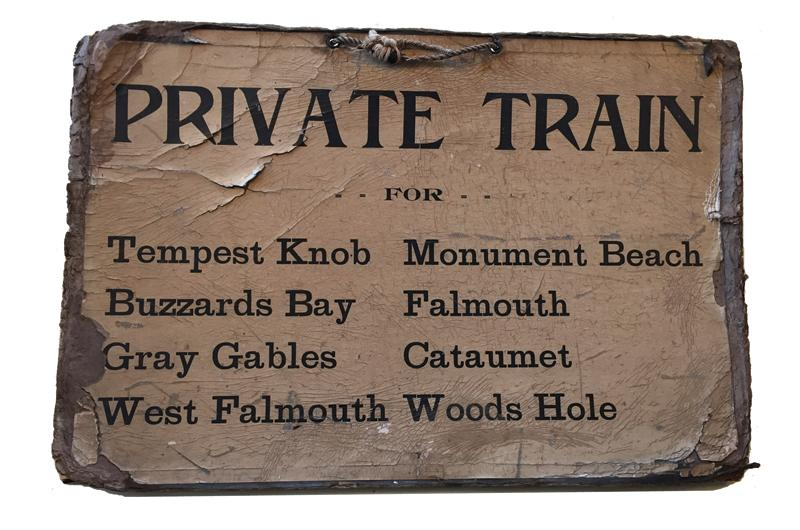 PRIVATE TRAIN
- - FOR - -
Tempest Knob Monument Beach
Buzzards Bay Falmouth
Gray Gables Cataumet
West Falmouth Woods Hole